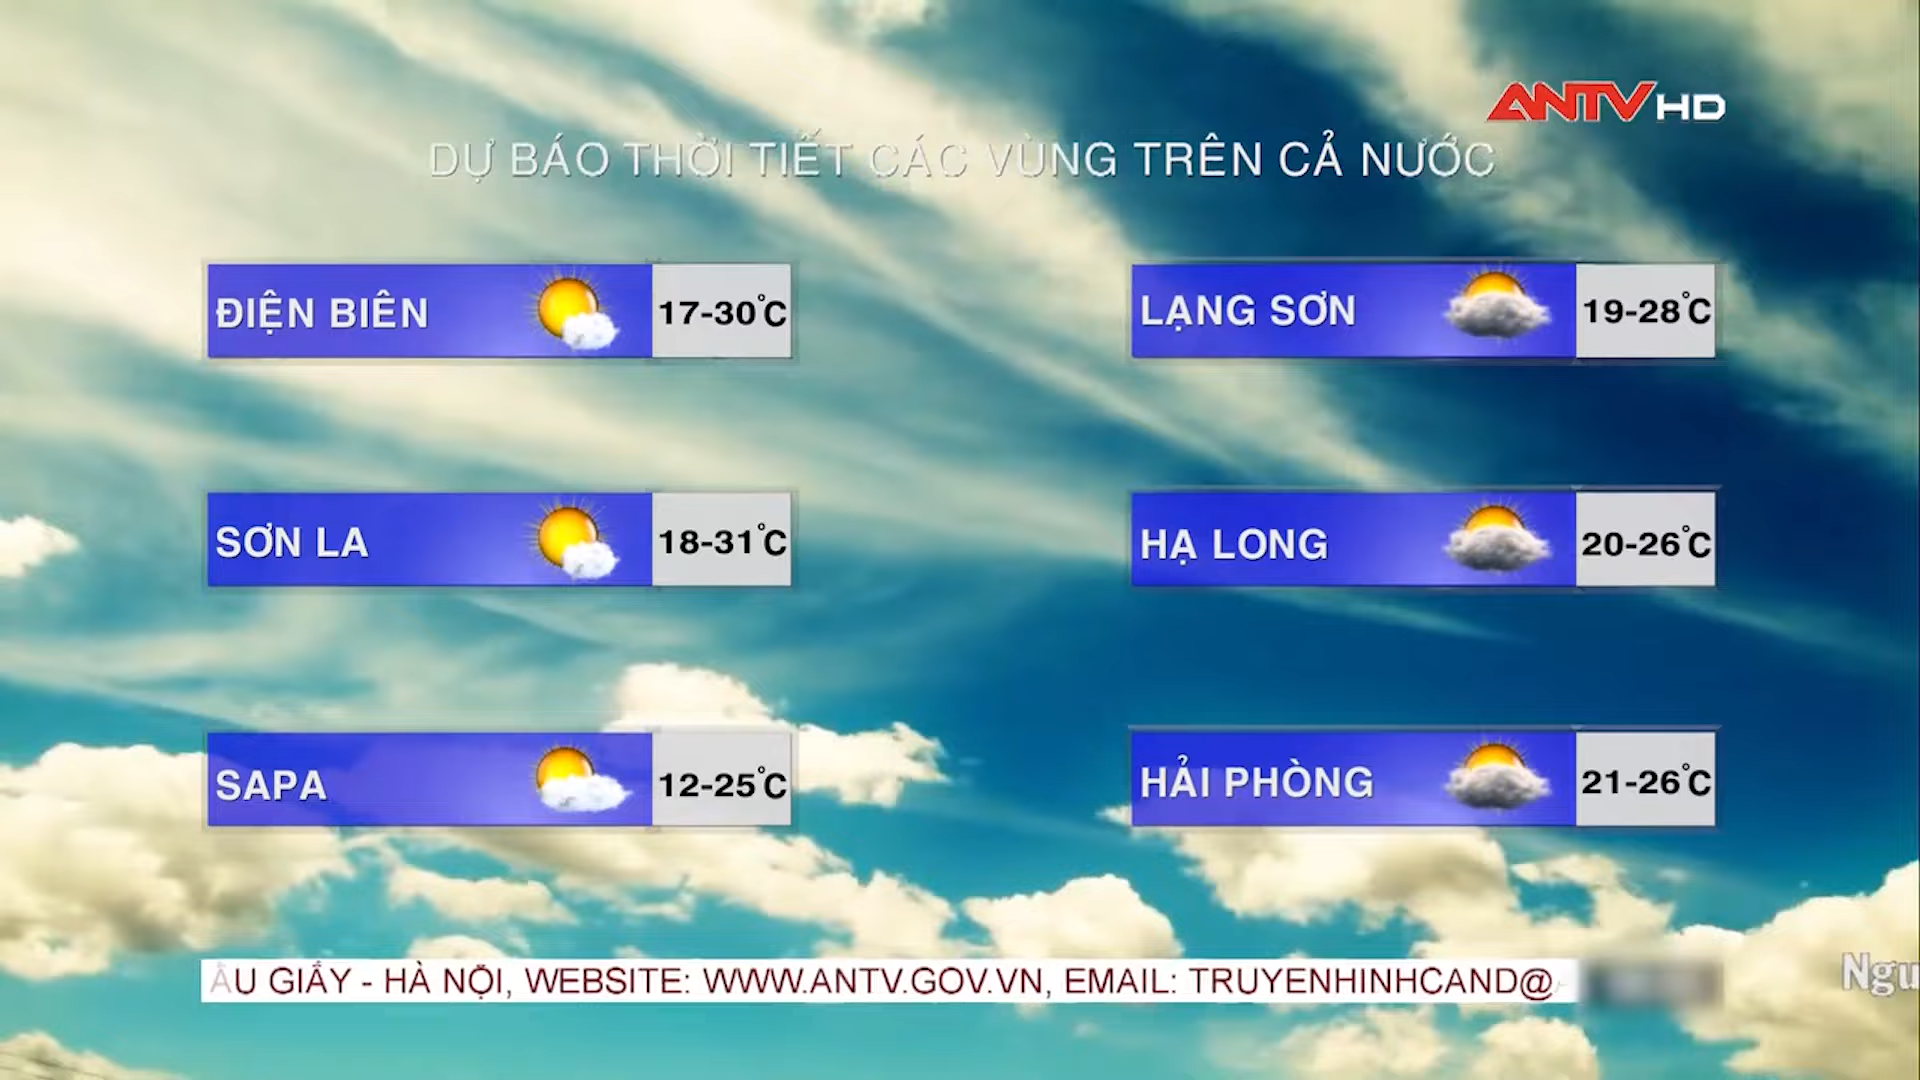 ANTV HD
DỰ BÁO THỜI TIẾT CÁC VÙNG TRÊN CẢ NƯỚC
ĐIỆN BIÊN 17-30°C
LẠNG SƠN 19-28°C
SƠN LA 18-31°C
HẠ LONG 20-26°C
SAPA 12-25°C
HẢI PHÒNG 21-26°C
ẦU GIẤY - HÀ NỘI, WEBSITE: WWW.ANTV.GOV.VN, EMAIL: TRUYENHINHCAND@
Ngu